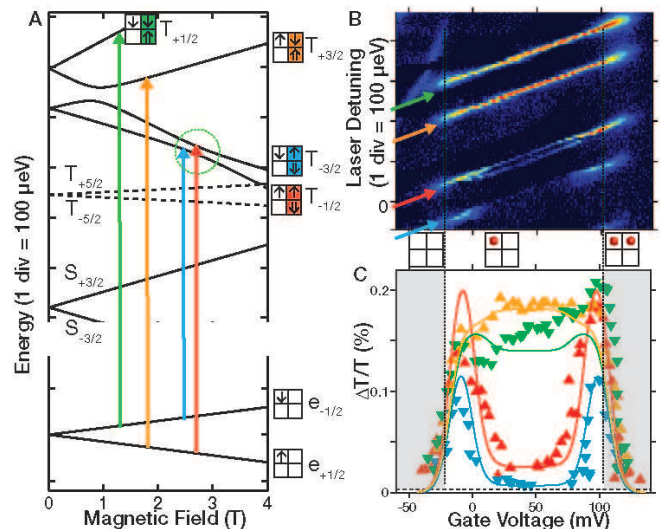 A
T+1/2
T+3/2
T-3/2
T-1/2
T+5/2
T-5/2
S+3/2
S-3/2
e-1/2
e+1/2
Energy (1 div = 100 µeV)
0 1 2 3 4
Magnetic Field (T)
B
Laser Detuning
(1 div = 100 µeV)
0
C
0.2
0.1
0
ΔT/T (%)
-50 0 50 100
Gate Voltage (mV)